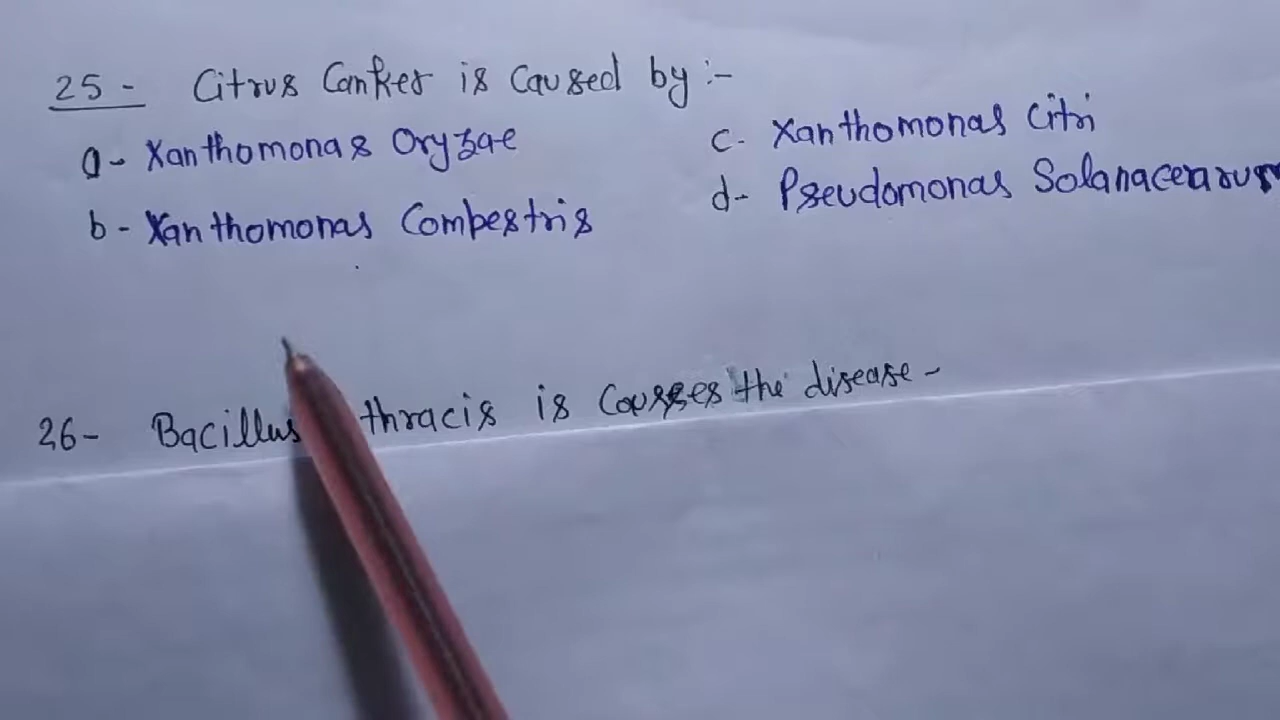 25- Citrus Canker is Caused by :-
a- Xanthomonas Oryzae
b- Xanthomonas Combestris
c. Xanthomonas Citri
d- Pseudomonas Solanacearum
26- Bacillus thracis is Causes the disease-